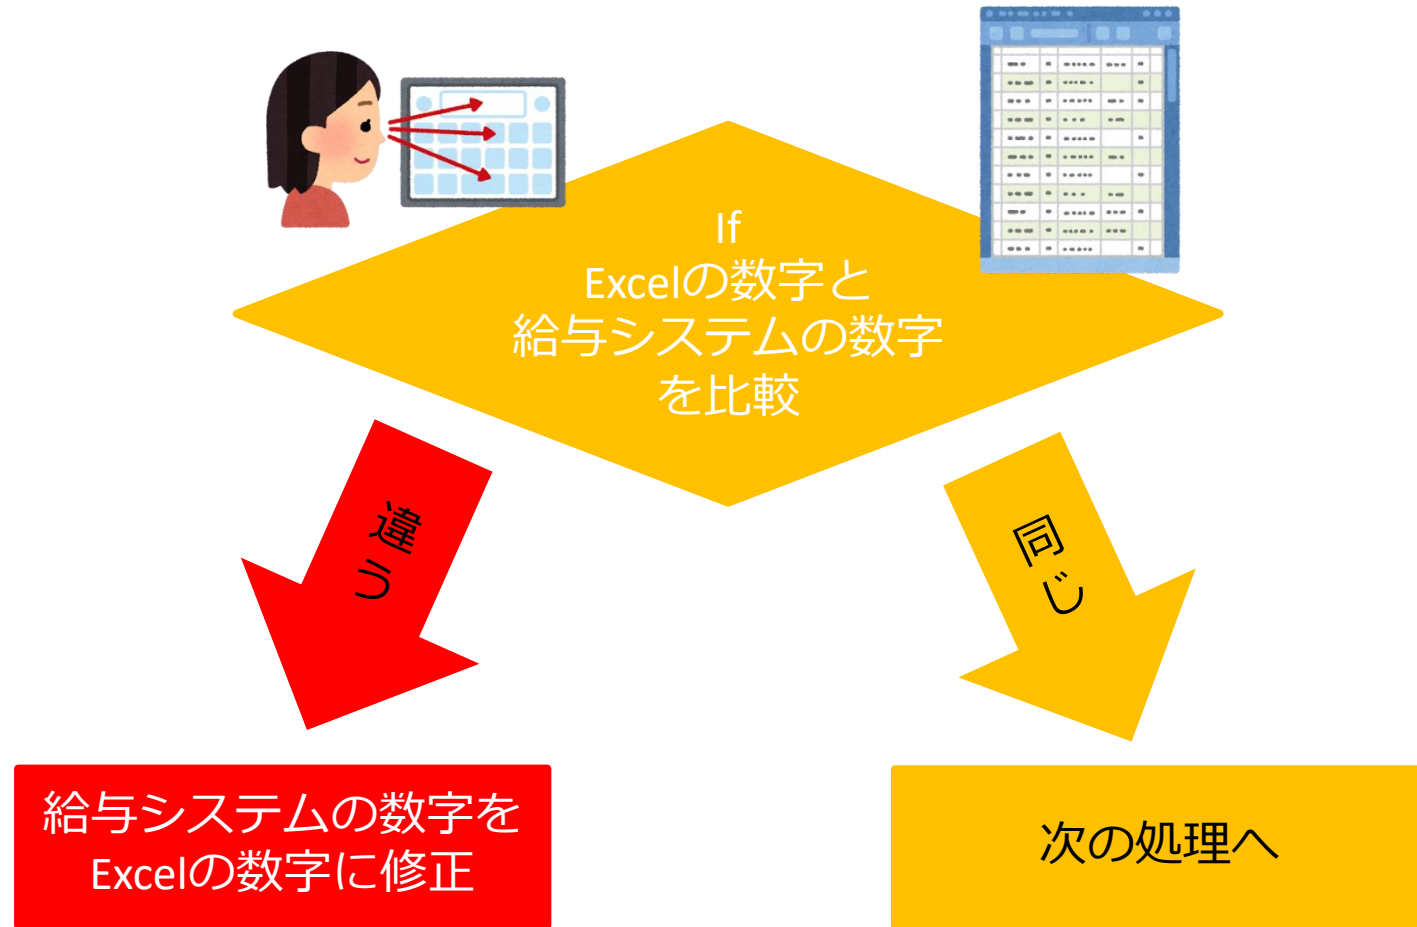 If
Excelの数字と
給与システムの数字
を比較
違う
同じ
給与システムの数字を
Excelの数字に修正
次の処理へ